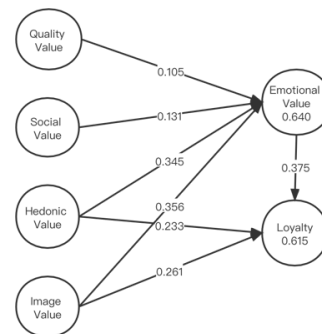 Quality
Value
0.105
Emotional
Value
0.640
Social
Value
0.131
0.345
0.375
Hedonic
Value
0.356
0.233
Loyalty
0.615
0.261
Image
Value